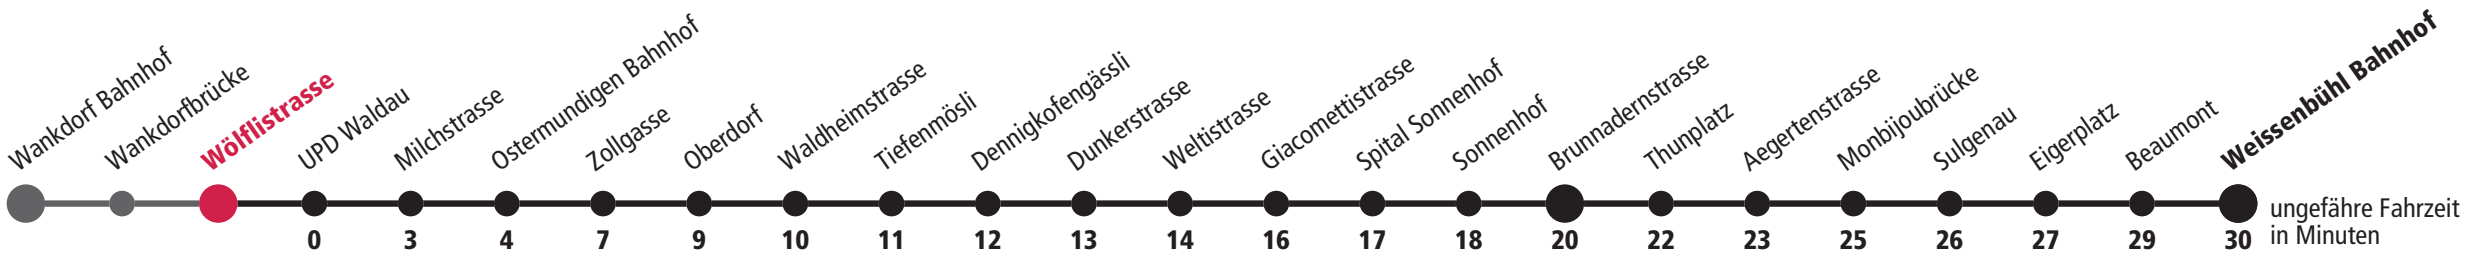 Wankdorf Bahnhof
Wankdorfbrücke
Wölflistrasse
UPD Waldau
Milchstrasse
Ostermundigen Bahnhof
Zollgasse
Oberdorf
Waldheimstrasse
Tiefenmösli
Dennigkofengässli
Dunkerstrasse
Weltistrasse
Giacomettistrasse
Spital Sonnenhof
Sonnenhof
Brunnadernstrasse
Thunplatz
Aegertenstrasse
Monbijoubrücke
Sulgenau
Eigerplatz
Beaumont
Weissenbühl Bahnhof
0 3 4 7 9 10 11 12 13 14 16 17 18 20 22 23 25 26 27 29 30
ungefähre Fahrzeit
in Minuten